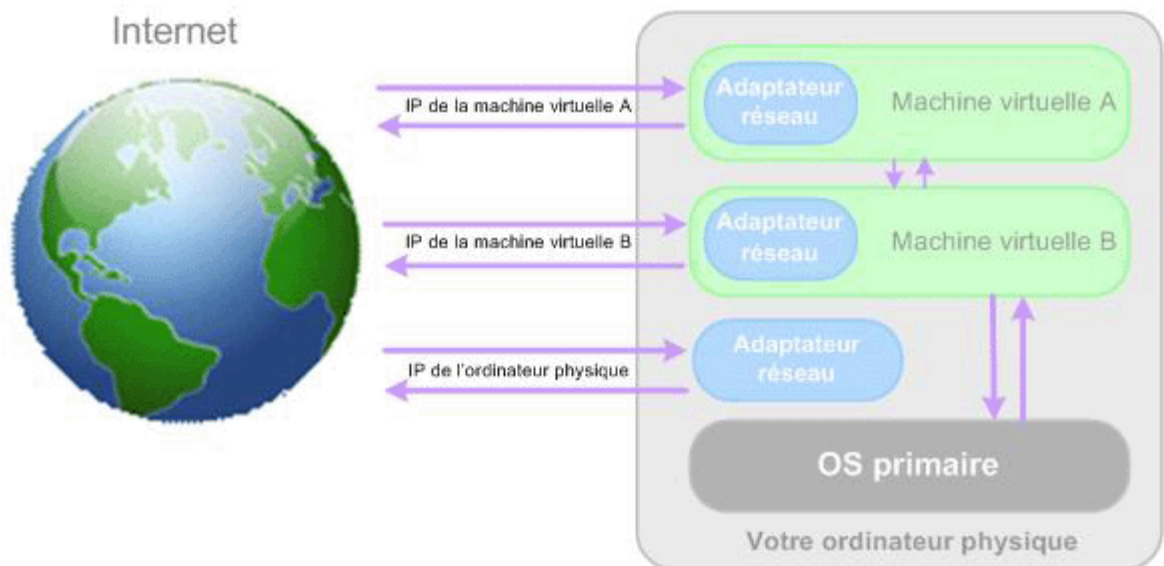 Internet
IP de la machine virtuelle A
Adaptateur
réseau
Machine virtuelle A
IP de la machine virtuelle B
Adaptateur
réseau
Machine virtuelle B
IP de l'ordinateur physique
Adaptateur
réseau
OS primaire
Votre ordinateur physique